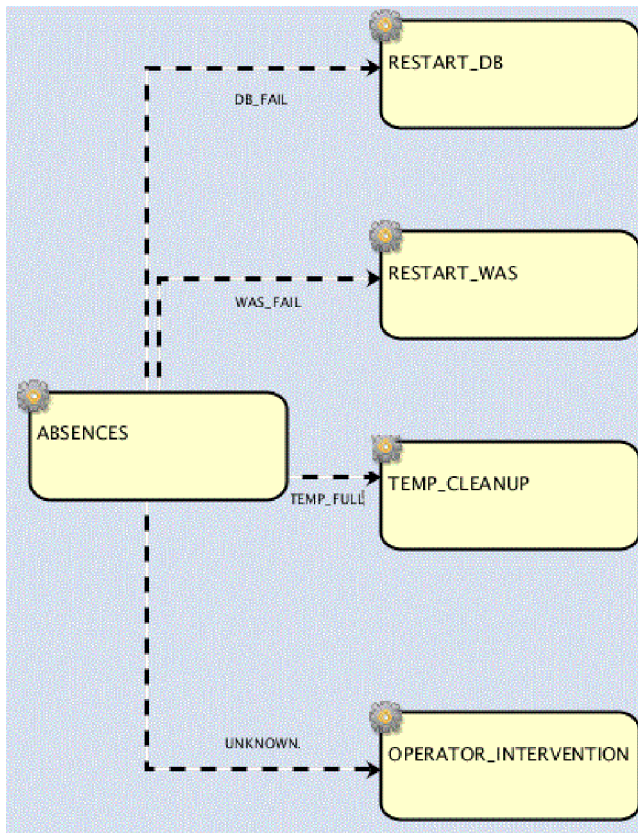 RESTART_DB
DB_FAIL
RESTART_WAS
WAS_FAIL
ABSENCES
TEMP_CLEANUP
TEMP_FULL
UNKNOWN.
OPERATOR_INTERVENTION